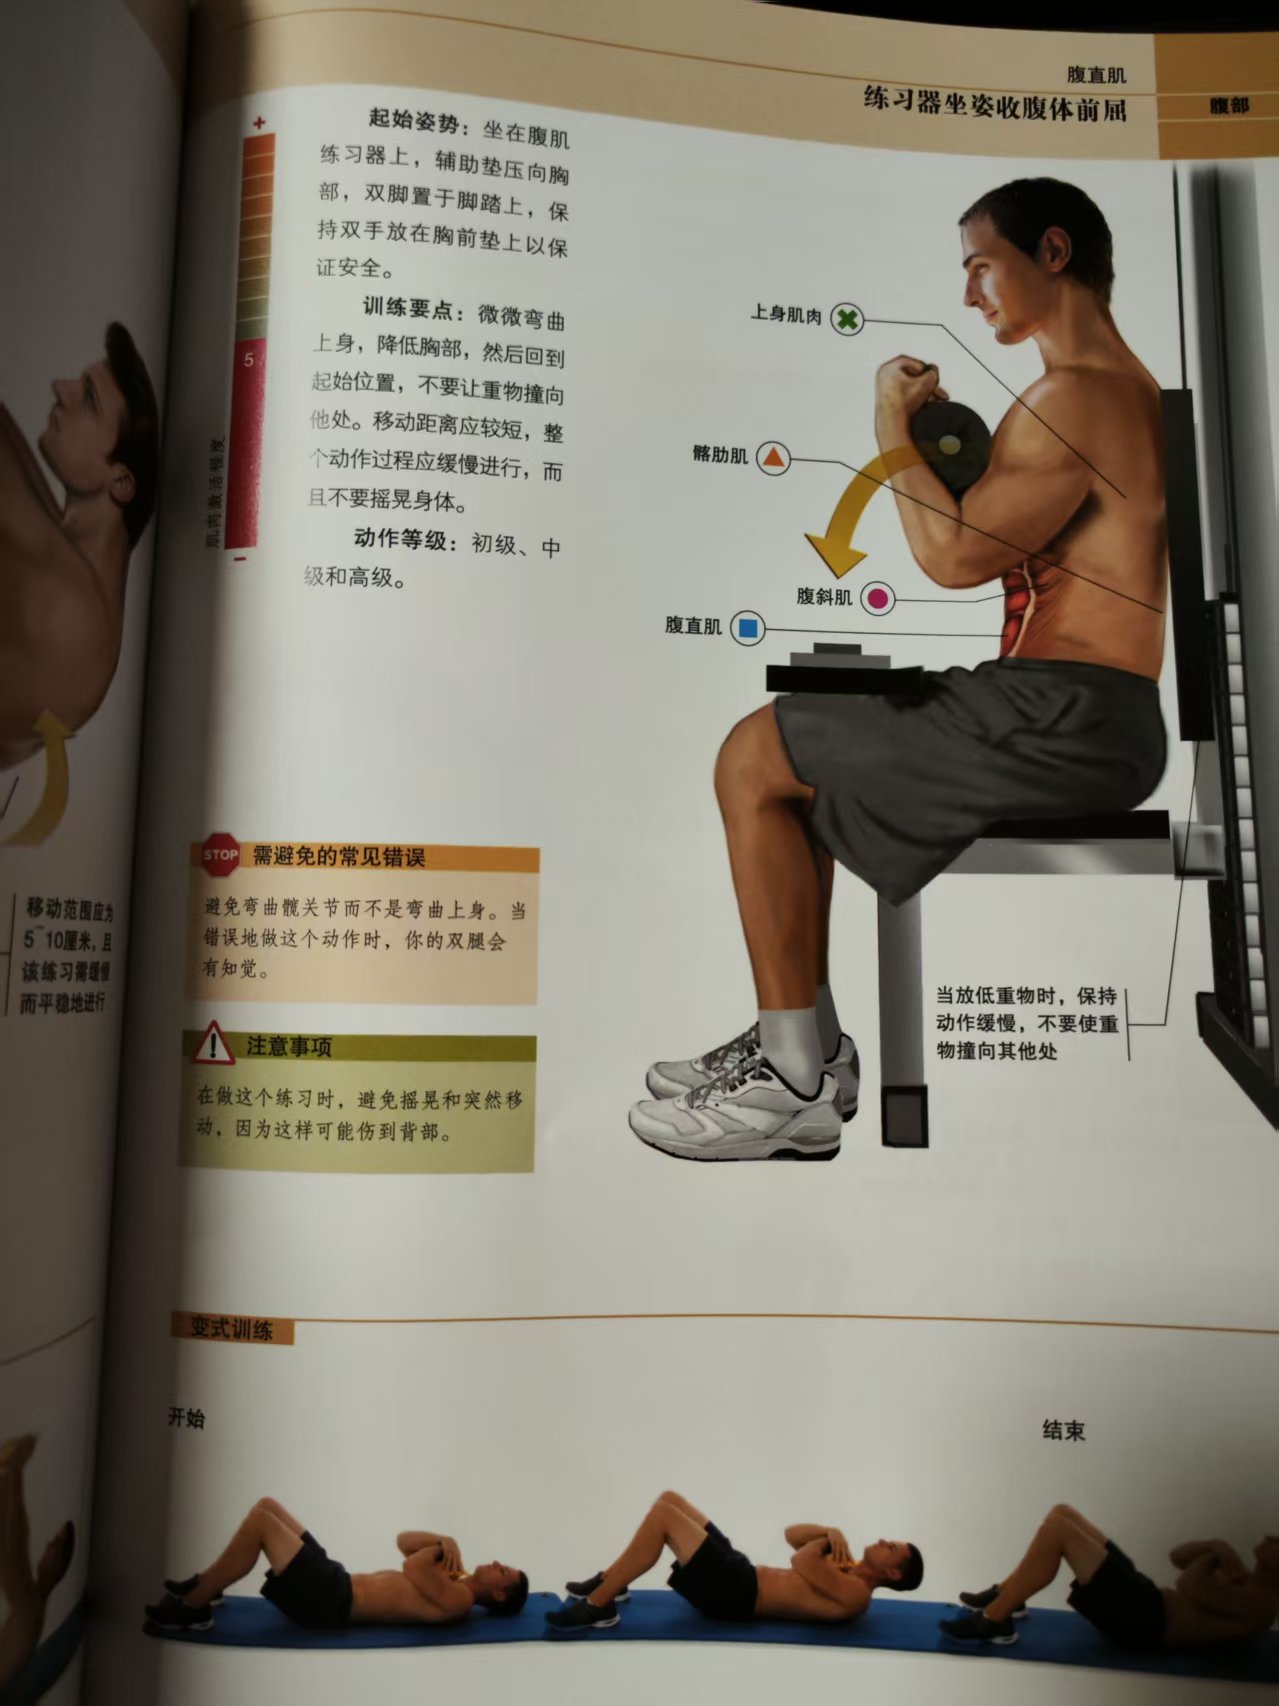 腹直肌
练习器坐姿收腹体前屈
腹部
+
起始姿势：坐在腹肌
练习器上，辅助垫压向胸
部，双脚置于脚踏上，保
持双手放在胸前垫上以保
证安全。
训练要点：微微弯曲
上身，降低胸部，然后回到
起始位置，不要让重物撞向
他处。移动距离应较短，整
个动作过程应缓慢进行，而
且不要摇晃身体。
动作等级：初级、中
级和高级。
5
肌肉激活程度
−
上身肌肉
髂肋肌
腹斜肌
腹直肌
STOP 需避免的常见错误
避免弯曲髋关节而不是弯曲上身。当
错误地做这个动作时，你的双腿会
有知觉。
注意事项
在做这个练习时，避免摇晃和突然移
动，因为这样可能伤到背部。
当放低重物时，保持
动作缓慢，不要使重
物撞向其他处
移动范围应为
5~10厘米，且
该练习需缓慢
而平稳地进行
变式训练
开始
结束